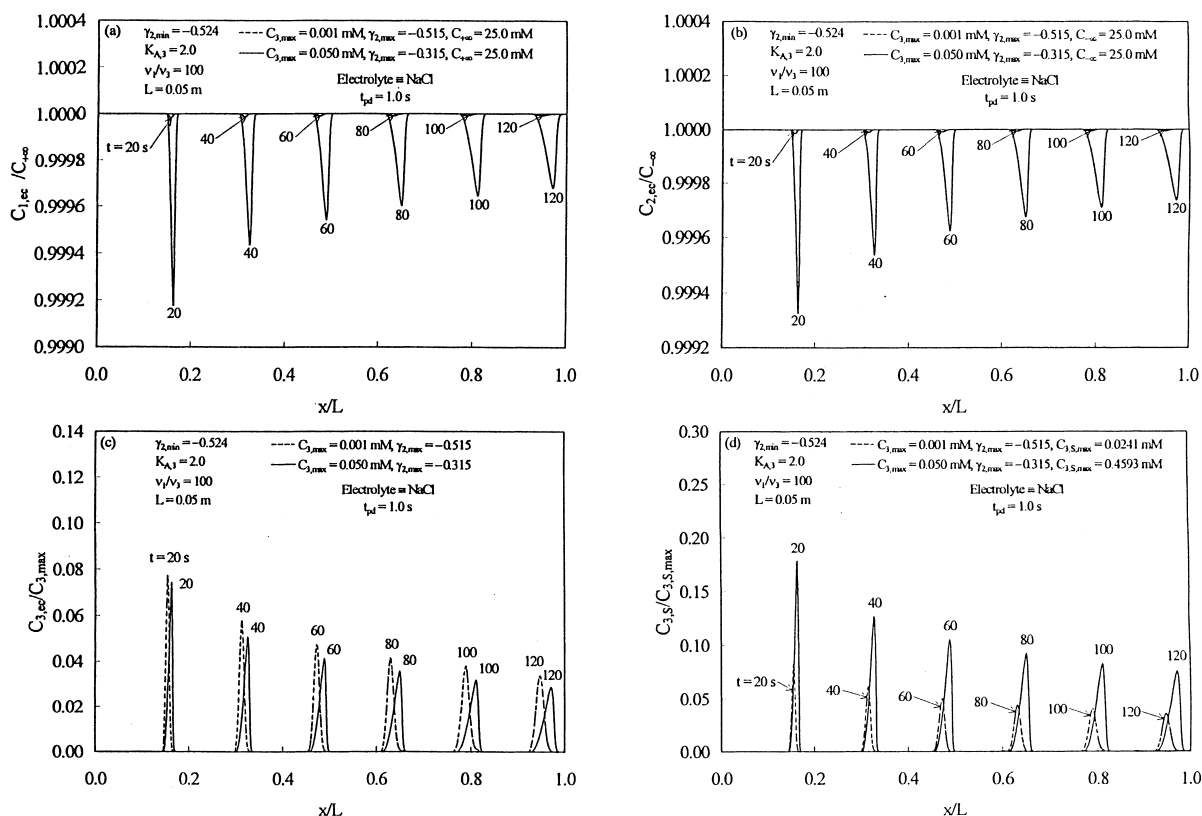 (a)
γ2,min = −0.524
K_A,3 = 2.0
ν1/ν3 = 100
L = 0.05 m
C3,max = 0.001 mM, γ2,max = −0.515, C+∞ = 25.0 mM
C3,max = 0.050 mM, γ2,max = −0.315, C+∞ = 25.0 mM
Electrolyte ≡ NaCl
tpd = 1.0 s
1.0004
1.0002
1.0000
0.9998
0.9996
0.9994
0.9992
0.9990
C1,ec /C+∞
t = 20 s
40
60
80
100
120
20
40
60
80
100
120
0.0
0.2
0.4
0.6
0.8
1.0
x/L
(b)
γ2,min = −0.524
K_A,3 = 2.0
ν1/ν3 = 100
L = 0.05 m
C3,max = 0.001 mM, γ2,max = −0.515, C−∞ = 25.0 mM
C3,max = 0.050 mM, γ2,max = −0.315, C−∞ = 25.0 mM
Electrolyte ≡ NaCl
tpd = 1.0 s
1.0004
1.0002
1.0000
0.9998
0.9996
0.9994
0.9992
C2,ec/C−∞
t = 20 s
40
60
80
100
120
20
40
60
80
100
120
0.0
0.2
0.4
0.6
0.8
1.0
x/L
(c)
γ2,min = −0.524
K_A,3 = 2.0
ν1/ν3 = 100
L = 0.05 m
C3,max = 0.001 mM, γ2,max = −0.515
C3,max = 0.050 mM, γ2,max = −0.315
Electrolyte ≡ NaCl
tpd = 1.0 s
0.14
0.12
0.10
0.08
0.06
0.04
0.02
0.00
C3,ec/C3,max
t = 20 s
20
40
40
60
60
80
80
100
100
120
120
0.0
0.2
0.4
0.6
0.8
1.0
x/L
(d)
γ2,min = −0.524
K_A,3 = 2.0
ν1/ν3 = 100
L = 0.05 m
C3,max = 0.001 mM, γ2,max = −0.515, C3,S,max = 0.0241 mM
C3,max = 0.050 mM, γ2,max = −0.315, C3,S,max = 0.4593 mM
Electrolyte ≡ NaCl
tpd = 1.0 s
0.30
0.25
0.20
0.15
0.10
0.05
0.00
C3,S/C3,S,max
20
40
60
80
100
120
t = 20 s
40
60
80
100
120
0.0
0.2
0.4
0.6
0.8
1.0
x/L